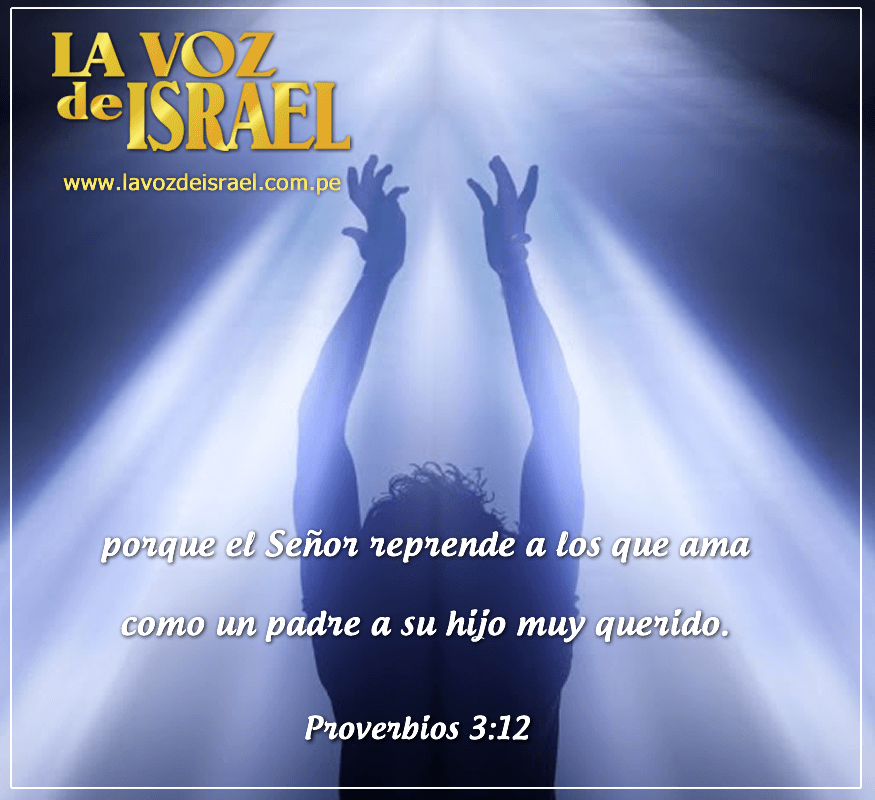 LA VOZ
de ISRAEL
www.lavozdeisrael.com.pe
porque el Señor reprende a los que ama
como un padre a su hijo muy querido.
Proverbios 3:12